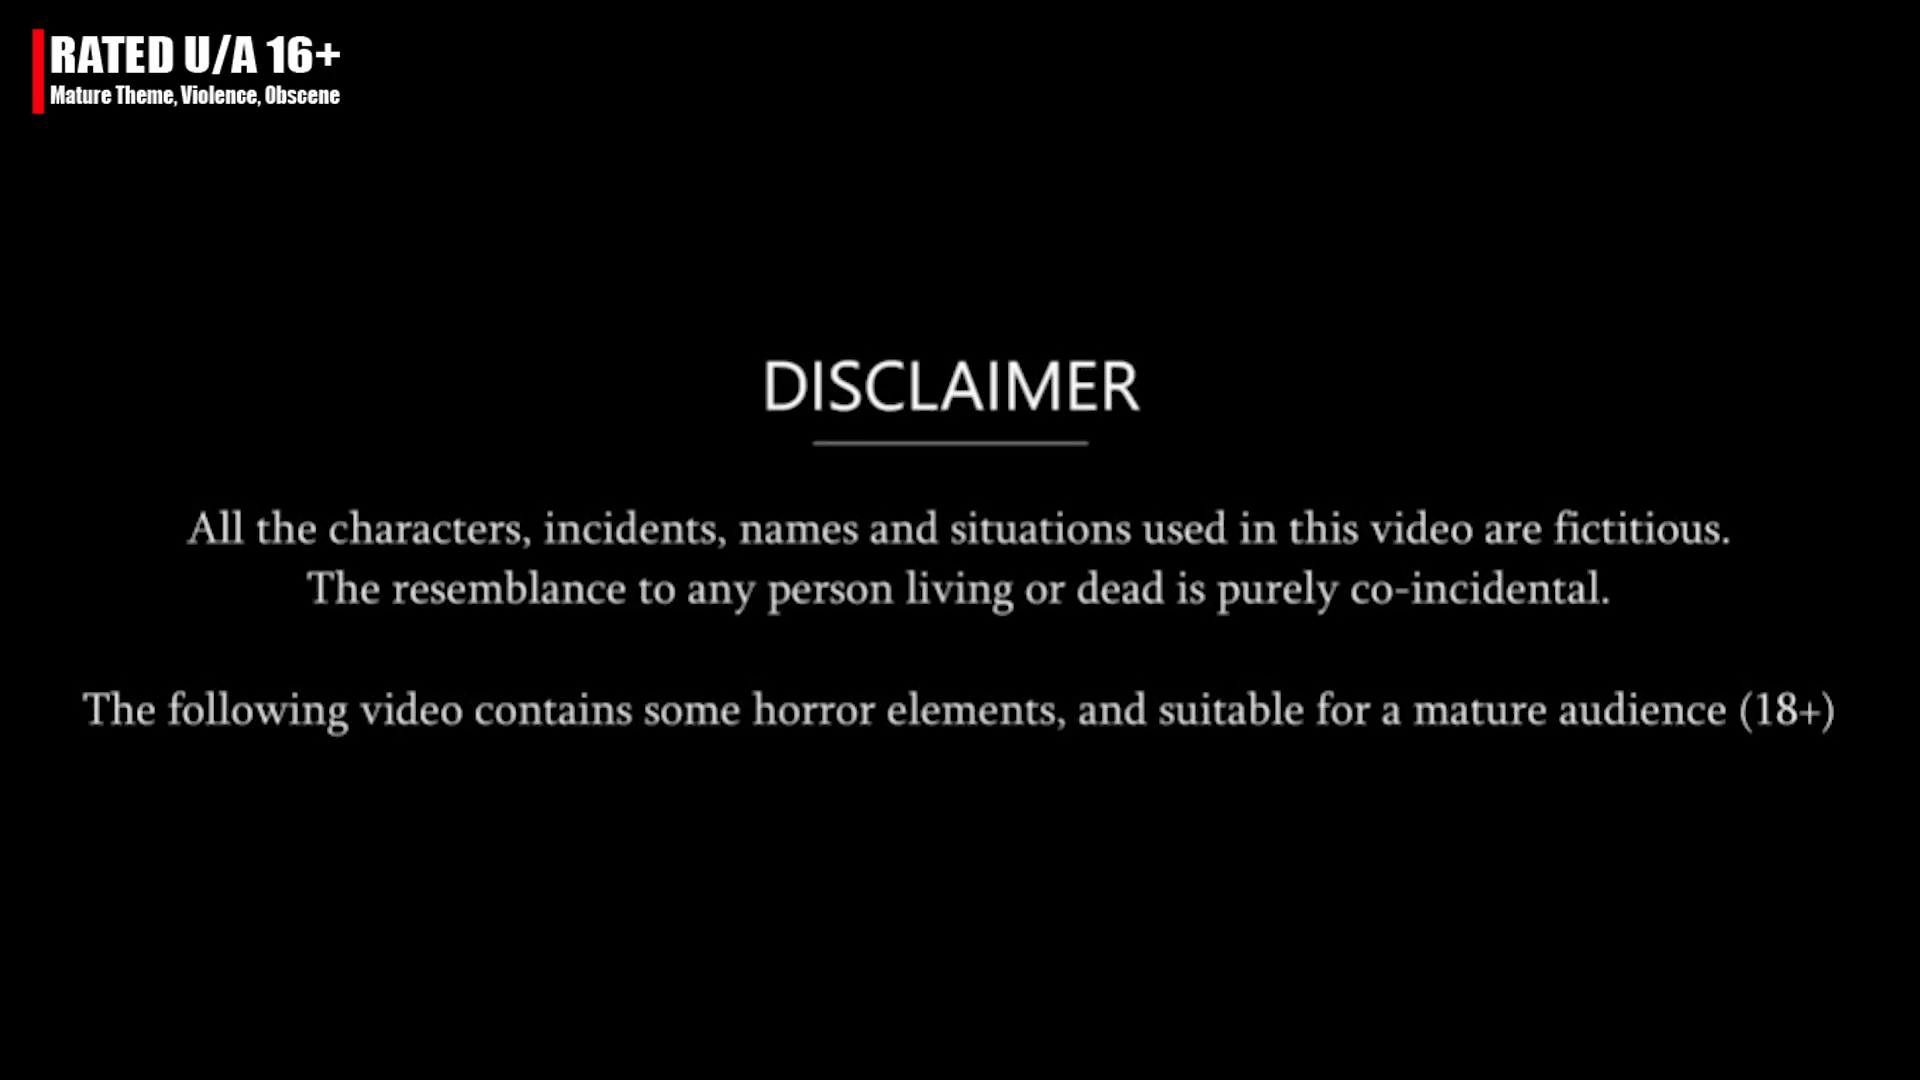 RATED U/A 16+
Mature Theme, Violence, Obscene
DISCLAIMER
All the characters, incidents, names and situations used in this video are fictitious.
The resemblance to any person living or dead is purely co-incidental.
The following video contains some horror elements, and suitable for a mature audience (18+)